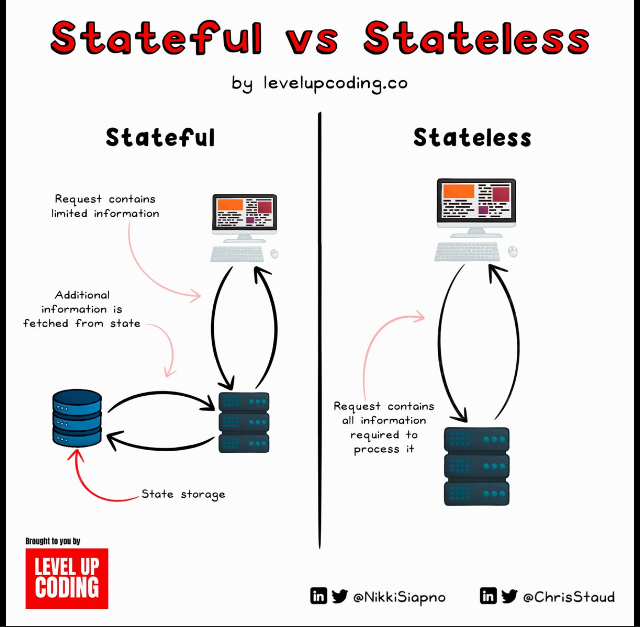 Stateful vs Stateless
by levelupcoding.co
Stateful
Request contains
limited information
Additional
information is
fetched from state
State storage
Stateless
Request contains
all information
required to
process it
Brought to you by
LEVEL UP
CODING
@NikkiSiapno
@ChrisStaud